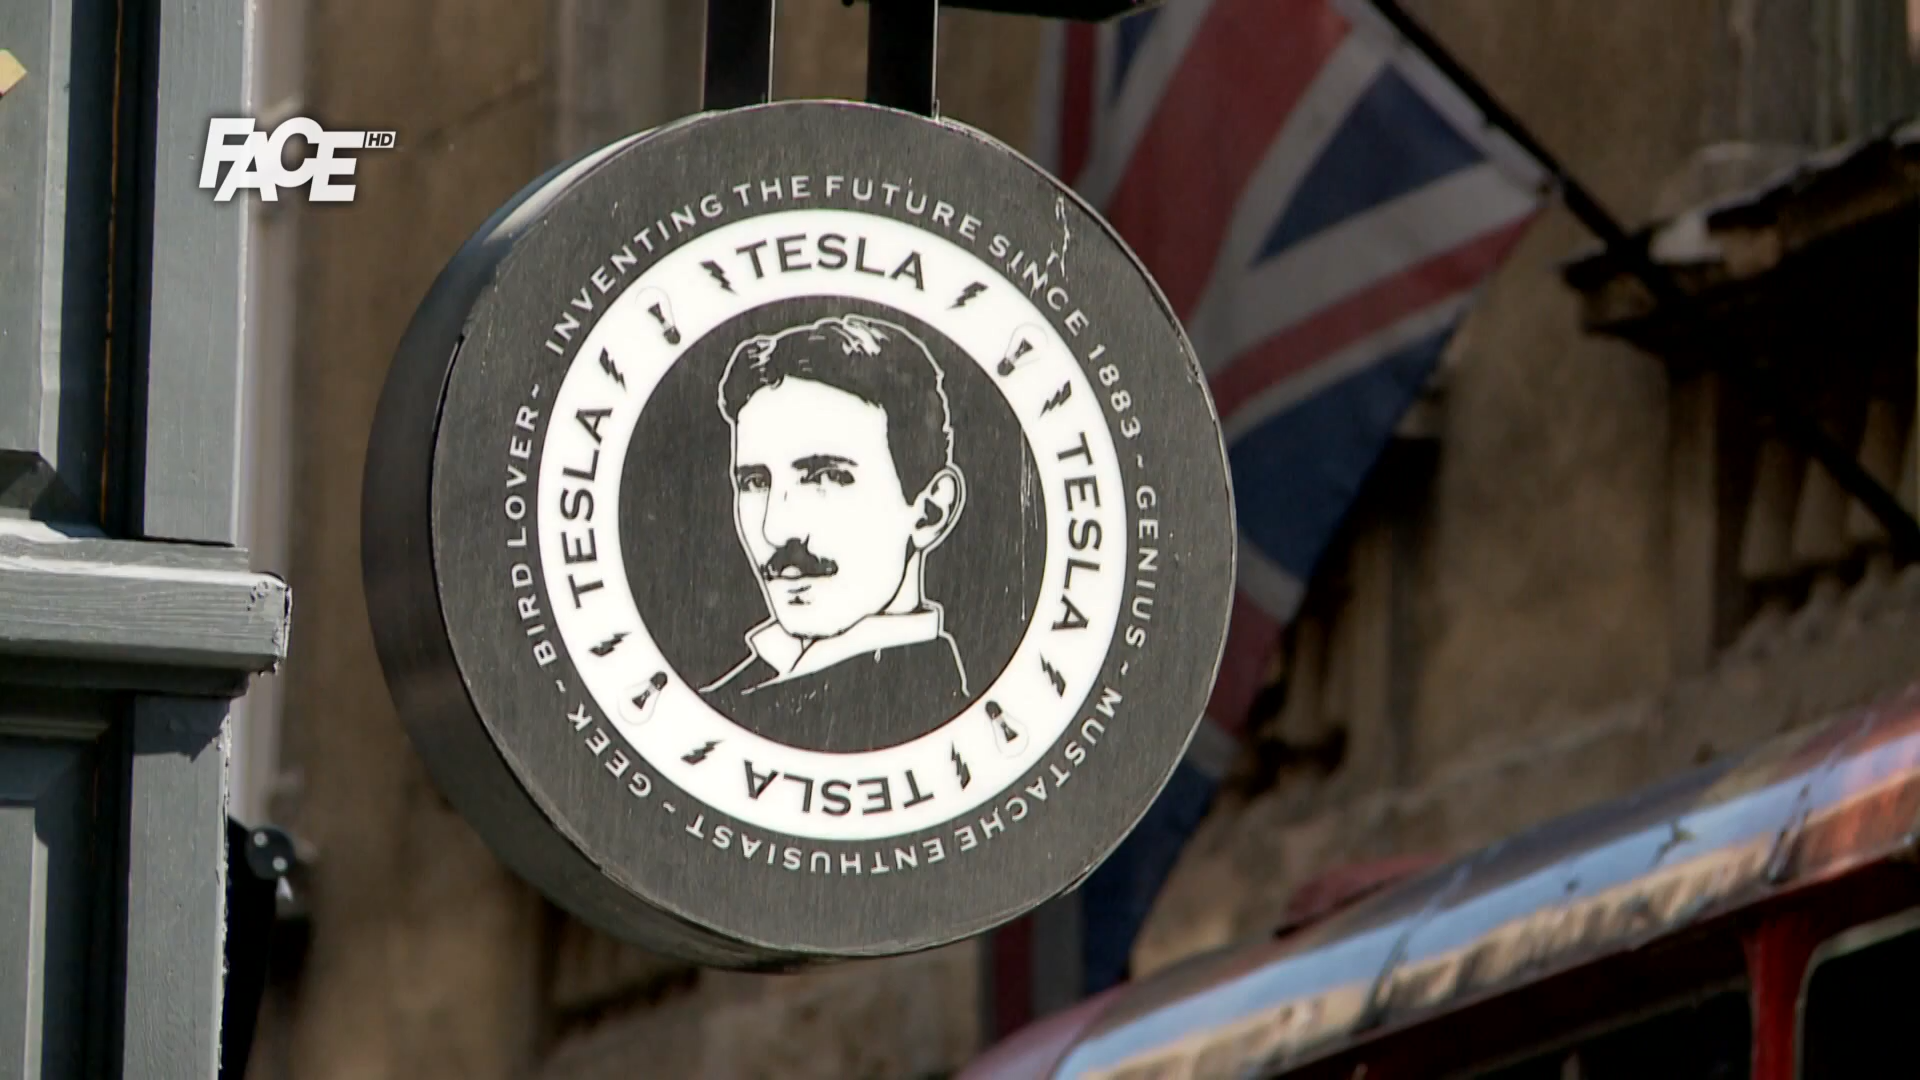 FACE HD
INVENTING THE FUTURE SINCE 1883 ~ GENIUS ~ MUSTACHE ENTHUSIAST ~ GEEK ~ BIRD LOVER ~
TESLA
TESLA
TESLA
TESLA